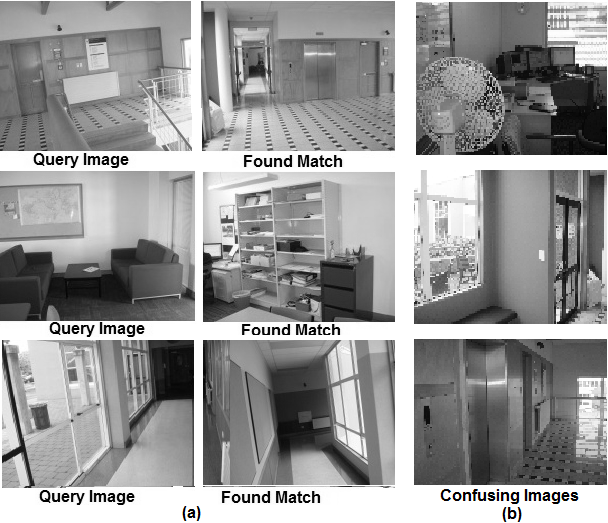 Query Image
Found Match
Query Image
Found Match
Query Image
Found Match
Confusing Images
(a)
(b)